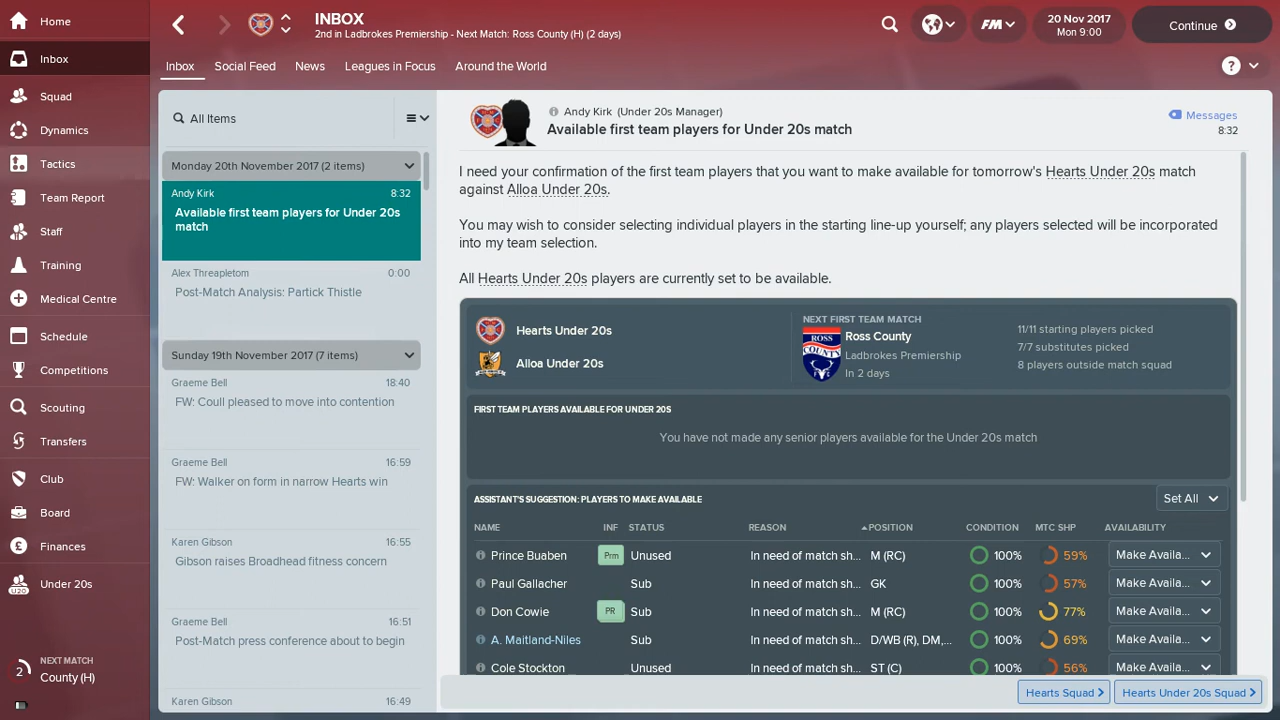 Home
INBOX
2nd in Ladbrokes Premiership - Next Match: Ross County (H) (2 days)
FM
20 Nov 2017
Mon 9:00
Continue
Inbox
Inbox
Social Feed
News
Leagues in Focus
Around the World
?
Squad
Dynamics
Tactics
Team Report
Staff
Training
Medical Centre
Schedule
Competitions
Scouting
Transfers
Club
Board
Finances
Under 20s
U20
NEXT MATCH
2
County (H)
All Items
Monday 20th November 2017 (2 items)
Andy Kirk 8:32
Available first team players for Under 20s
match
Alex Threapletom 0:00
Post-Match Analysis: Partick Thistle
Sunday 19th November 2017 (7 items)
Graeme Bell 18:40
FW: Coull pleased to move into contention
Graeme Bell 16:59
FW: Walker on form in narrow Hearts win
Karen Gibson 16:55
Gibson raises Broadhead fitness concern
Graeme Bell 16:51
Post-Match press conference about to begin
Karen Gibson 16:49
Andy Kirk (Under 20s Manager)
Available first team players for Under 20s match
Messages
8:32
I need your confirmation of the first team players that you want to make available for tomorrow's Hearts Under 20s match
against Alloa Under 20s.
You may wish to consider selecting individual players in the starting line-up yourself; any players selected will be incorporated
into my team selection.
All Hearts Under 20s players are currently set to be available.
Hearts Under 20s
Alloa Under 20s
NEXT FIRST TEAM MATCH
ROSS
COUNTY
Ross County
Ladbrokes Premiership
In 2 days
11/11 starting players picked
7/7 substitutes picked
8 players outside match squad
FIRST TEAM PLAYERS AVAILABLE FOR UNDER 20S
You have not made any senior players available for the Under 20s match
ASSISTANT'S SUGGESTION: PLAYERS TO MAKE AVAILABLE
Set All
NAME INF STATUS REASON POSITION CONDITION MTC SHP AVAILABILITY
Prince Buaben Prm Unused In need of match sh... M (RC) 100% 59% Make Availa...
Paul Gallacher Sub In need of match sh... GK 100% 57% Make Availa...
Don Cowie PR Sub In need of match sh... M (RC) 100% 77% Make Availa...
A. Maitland-Niles Sub In need of match sh... D/WB (R), DM,... 100% 69% Make Availa...
Cole Stockton Unused In need of match sh... ST (C) 100% 56% Make Availa...
Hearts Squad
Hearts Under 20s Squad